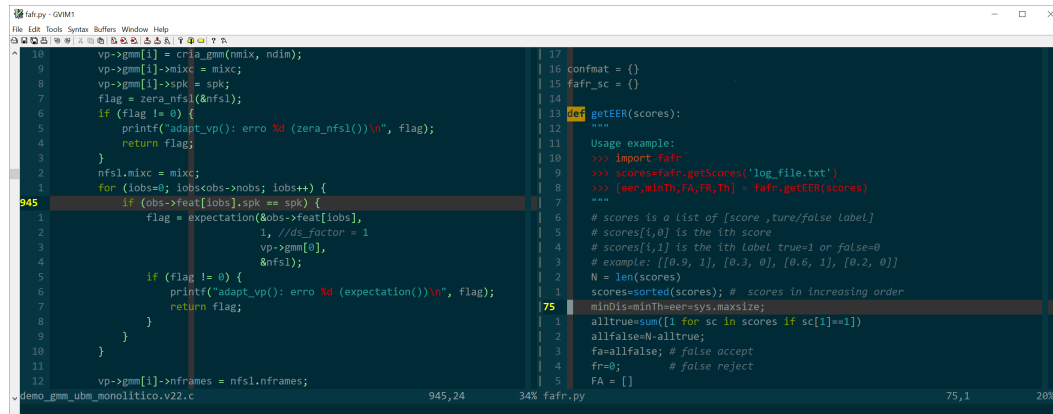 fafr.py - GVIM1
File Edit Tools Syntax Buffers Window Help
10 vp->gmm[i] = cria_gmm(nmix, ndim);
9 vp->gmm[i]->mixc = mixc;
8 vp->gmm[i]->spk = spk;
7 flag = zera_nfsl(&nfsl);
6 if (flag != 0) {
5 printf("adapt_vp(): erro %d (zera_nfsl())\n", flag);
4 return flag;
3 }
2 nfsl.mixc = mixc;
1 for (iobs=0; iobs<obs->nobs; iobs++) {
945 if (obs->feat[iobs].spk == spk) {
1 flag = expectation(&obs->feat[iobs],
2 1, //ds_factor = 1
3 vp->gmm[0],
4 &nfsl);
5 if (flag != 0) {
6 printf("adapt_vp(): erro %d (expectation())\n", flag);
7 return flag;
8 }
9 }
10 }
11
12 vp->gmm[i]->nframes = nfsl.nframes;
demo_gmm_ubm_monolitico.v22.c 945,24 34%
17
16 confmat = {}
15 fafr_sc = {}
14
13 def getEER(scores):
12 """
11 Usage example:
10 >>> import fafr
9 >>> scores=fafr.getScores('log_file.txt')
8 >>> [eer,minTh,FA,FR,Th] = fafr.getEER(scores)
7 """
6 # scores is a list of [score ,ture/false label]
5 # scores[i,0] is the ith score
4 # scores[i,1] is the ith label true=1 or false=0
3 # example: [[0.9, 1], [0.3, 0], [0.6, 1], [0.2, 0]]
2 N = len(scores)
1 scores=sorted(scores); # scores in increasing order
75 minDis=minTh=eer=sys.maxsize;
1 alltrue=sum([1 for sc in scores if sc[1]==1])
2 allfalse=N-alltrue;
3 fa=allfalse; # false accept
4 fr=0; # false reject
5 FA = []
fafr.py 75,1 20%